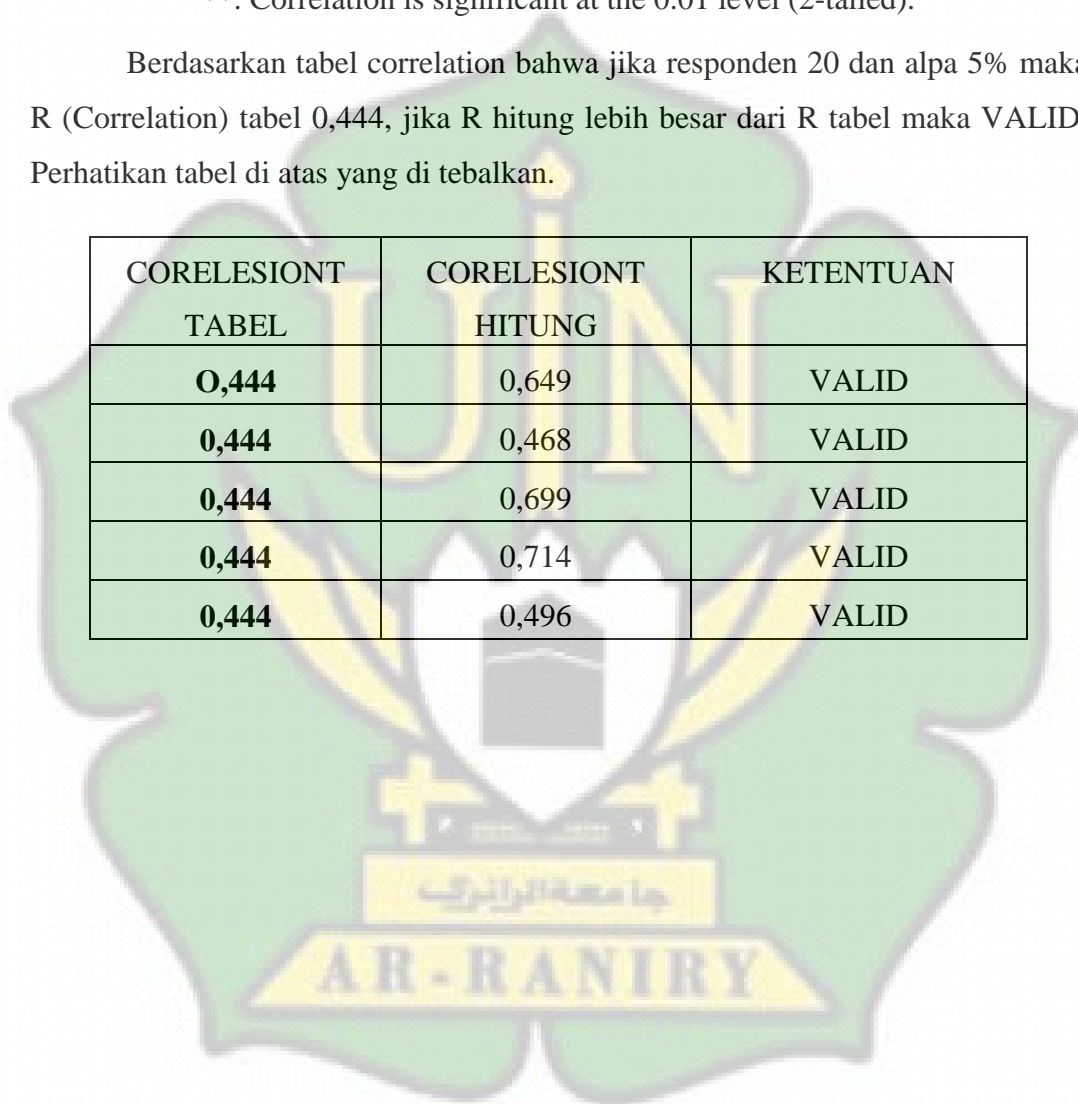 . Correlation is significant at the 0.01 level (2-tailed).
Berdasarkan tabel correlation bahwa jika responden 20 dan alpa 5% maka
R (Correlation) tabel 0,444, jika R hitung lebih besar dari R tabel maka VALID
Perhatikan tabel di atas yang di tebalkan.
CORELESIONT TABEL CORELESIONT HITUNG KETENTUAN
O,444 0,649 VALID
0,444 0,468 VALID
0,444 0,699 VALID
0,444 0,714 VALID
0,444 0,496 VALID
UIN
جامعة الرانري
AR-RANIRY